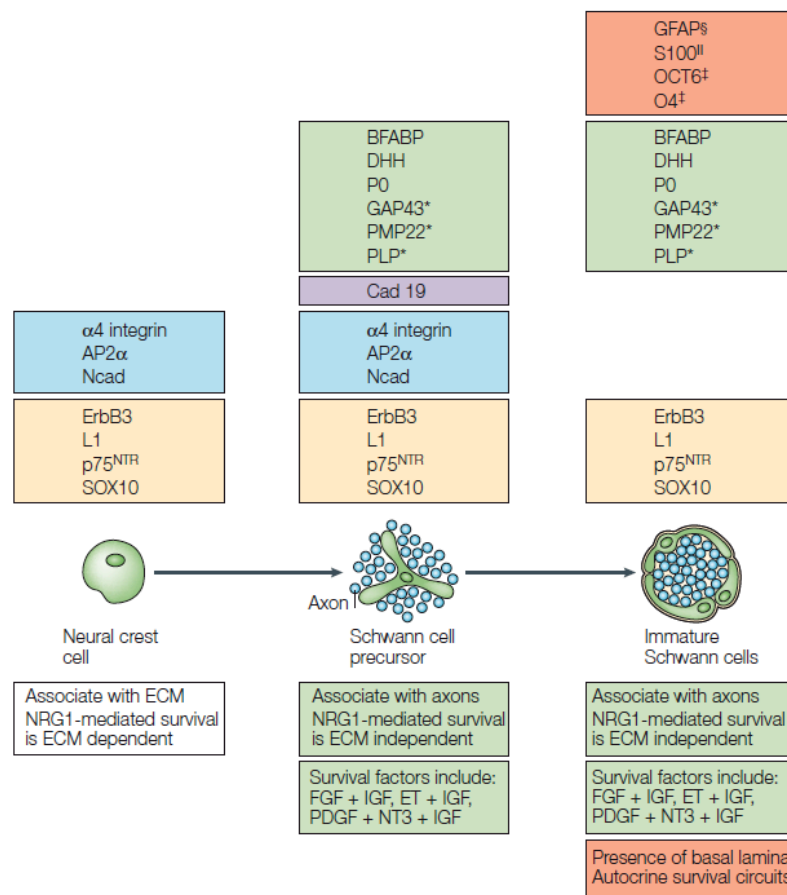 GFAP§
S100||
OCT6‡
O4‡
BFABP
DHH
P0
GAP43*
PMP22*
PLP*
BFABP
DHH
P0
GAP43*
PMP22*
PLP*
Cad 19
α4 integrin
AP2α
Ncad
α4 integrin
AP2α
Ncad
ErbB3
L1
p75NTR
SOX10
ErbB3
L1
p75NTR
SOX10
ErbB3
L1
p75NTR
SOX10
Axon
Neural crest
cell
Schwann cell
precursor
Immature
Schwann cells
Associate with ECM
NRG1-mediated survival
is ECM dependent
Associate with axons
NRG1-mediated survival
is ECM independent
Associate with axons
NRG1-mediated survival
is ECM independent
Survival factors include:
FGF + IGF, ET + IGF,
PDGF + NT3 + IGF
Survival factors include:
FGF + IGF, ET + IGF,
PDGF + NT3 + IGF
Presence of basal lamina
Autocrine survival circuits